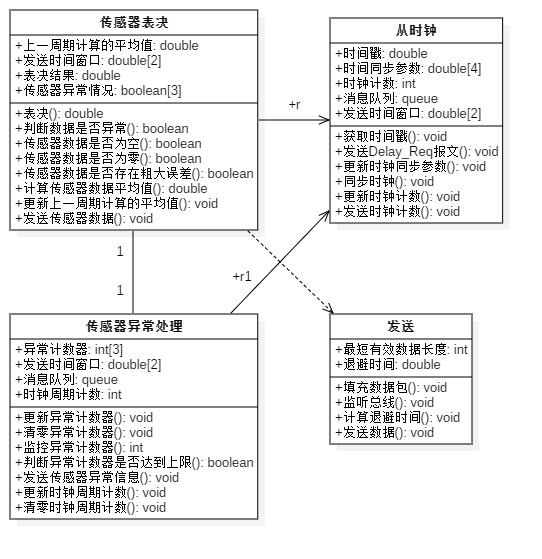 传感器表决
+上一周期计算的平均值: double
+发送时间窗口: double[2]
+表决结果: double
+传感器异常情况: boolean[3]
+表决(): double
+判断数据是否异常(): boolean
+传感器数据是否为空(): boolean
+传感器数据是否为零(): boolean
+传感器数据是否存在粗大误差(): boolean
+计算传感器数据平均值(): double
+更新上一周期计算的平均值(): void
+发送传感器数据(): void
+r
从时钟
+时间戳: double
+时间同步参数: double[4]
+时钟计数: int
+消息队列: queue
+发送时间窗口: double[2]
+获取时间戳(): void
+发送Delay_Req报文(): void
+更新时钟同步参数(): void
+同步时钟(): void
+更新时钟计数(): void
+发送时钟计数(): void
1
1
+r1
传感器异常处理
+异常计数器: int[3]
+发送时间窗口: double[2]
+消息队列: queue
+时钟周期计数: int
+更新异常计数器(): void
+清零异常计数器(): void
+监控异常计数器(): int
+判断异常计数器是否达到上限(): boolean
+发送传感器异常信息(): void
+更新时钟周期计数(): void
+清零时钟周期计数(): void
发送
+最短有效数据长度: int
+退避时间: double
+填充数据包(): void
+监听总线(): void
+计算退避时间(): void
+发送数据(): void